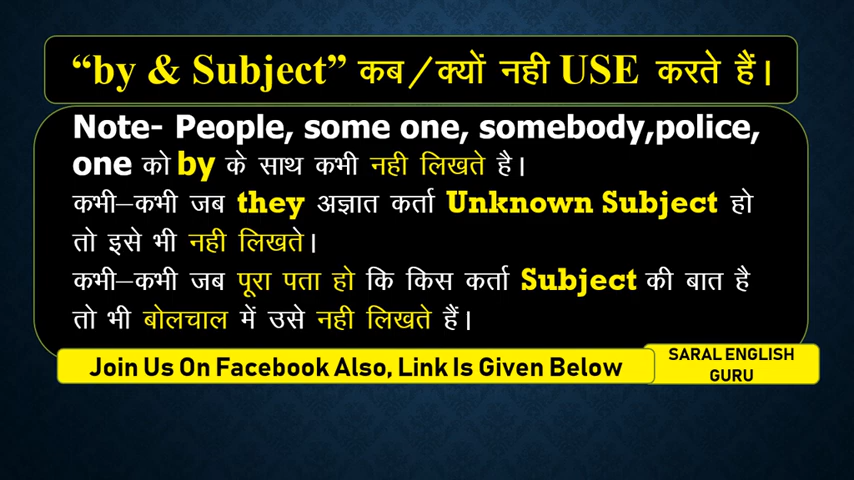 “by & Subject” कब/क्यों नही USE करते हैं।
Note- People, some one, somebody,police,
one को by के साथ कभी नही लिखते है।
कभी–कभी जब they अज्ञात कर्ता Unknown Subject हो
तो इसे भी नही लिखते।
कभी–कभी जब पूरा पता हो कि किस कर्ता Subject की बात है
तो भी बोलचाल में उसे नही लिखते हैं।
Join Us On Facebook Also, Link Is Given Below
SARAL ENGLISH
GURU